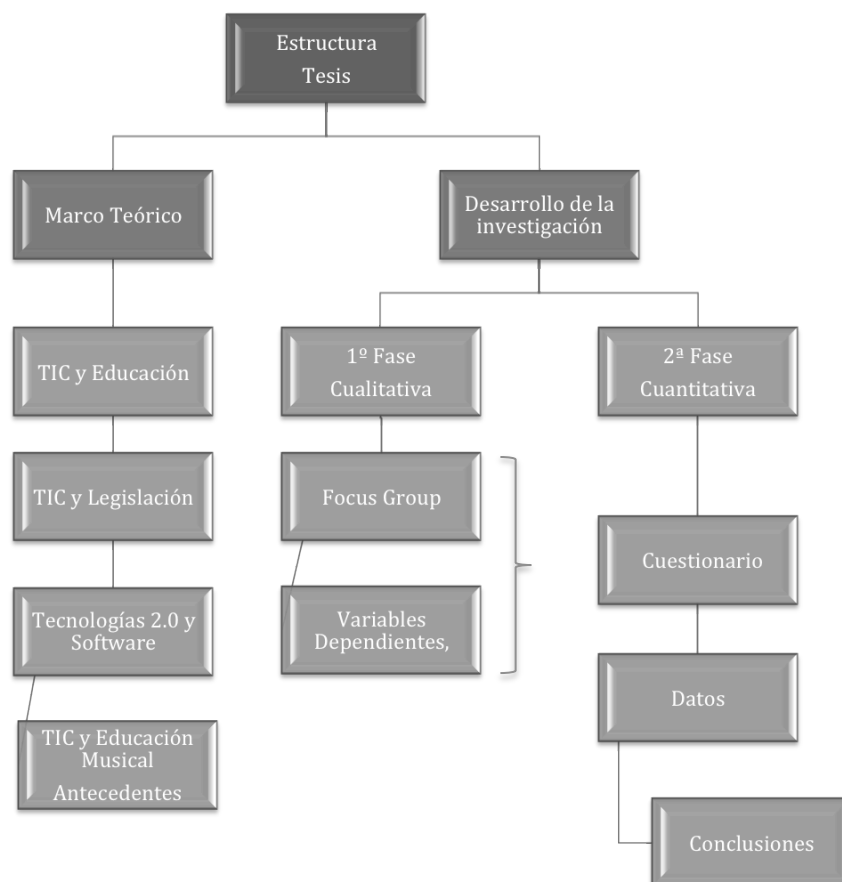 Estructura
Tesis
Marco Teórico
Desarrollo de la
investigación
TIC y Educación
1º Fase
Cualitativa
2ª Fase
Cuantitativa
TIC y Legislación
Focus Group
Cuestionario
Tecnologías 2.0 y
Software
Variables
Dependientes,
Datos
TIC y Educación
Musical
Antecedentes
Conclusiones